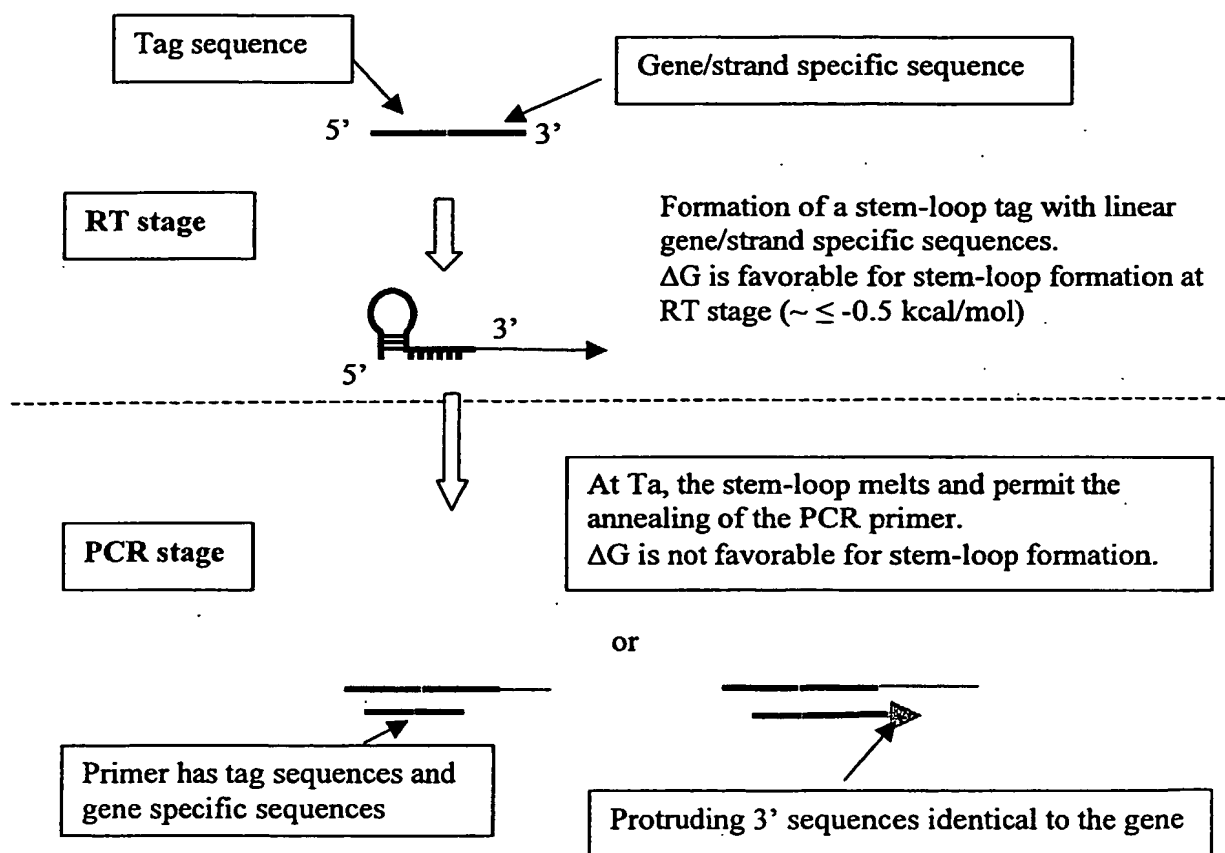 Tag sequence
Gene/strand specific sequence
5’
3’
RT stage
Formation of a stem-loop tag with linear
gene/strand specific sequences.
ΔG is favorable for stem-loop formation at
RT stage (~ ≤ -0.5 kcal/mol)
3’
5’
At Ta, the stem-loop melts and permit the
annealing of the PCR primer.
ΔG is not favorable for stem-loop formation.
PCR stage
or
Primer has tag sequences and
gene specific sequences
Protruding 3’ sequences identical to the gene